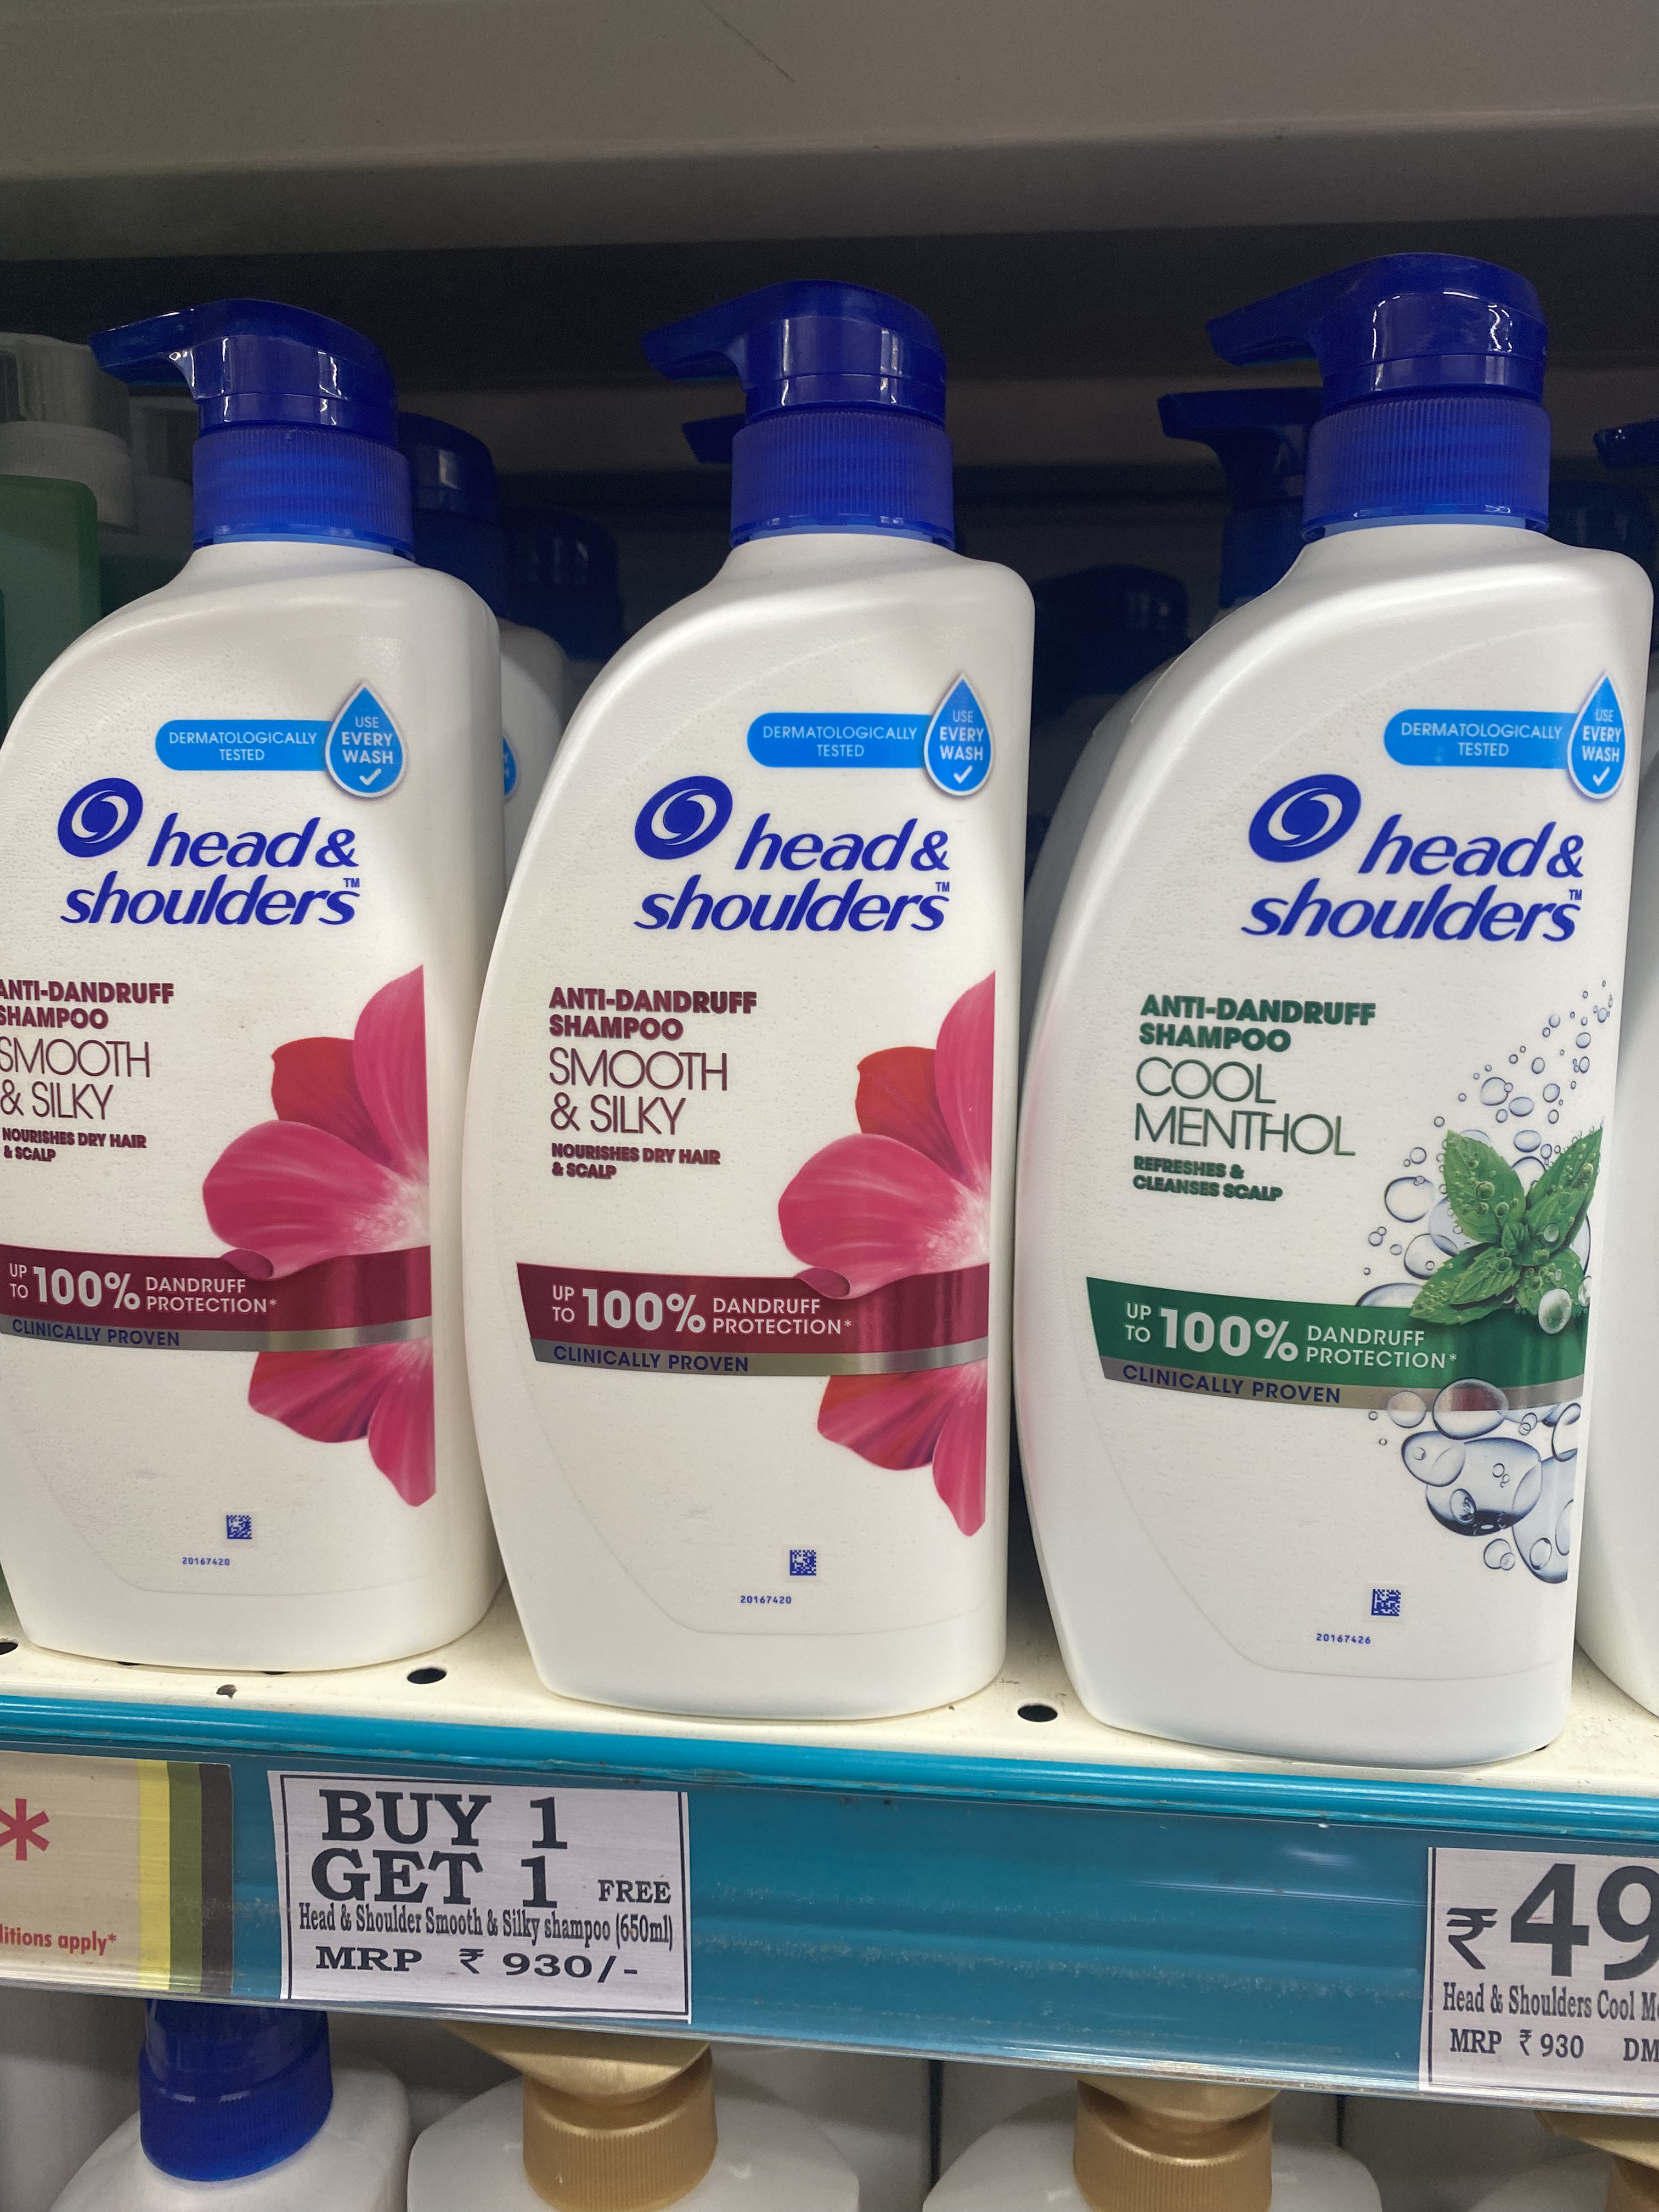 DERMATOLOGICALLY
TESTED
USE
EVERY
WASH
head &
shoulders™
ANTI-DANDRUFF
SHAMPOO
SMOOTH
& SILKY
NOURISHES DRY HAIR
& SCALP
UP TO 100% DANDRUFF
PROTECTION*
CLINICALLY PROVEN
20167420
DERMATOLOGICALLY
TESTED
USE
EVERY
WASH
head &
shoulders™
ANTI-DANDRUFF
SHAMPOO
SMOOTH
& SILKY
NOURISHES DRY HAIR
& SCALP
UP TO 100% DANDRUFF
PROTECTION*
CLINICALLY PROVEN
20167420
DERMATOLOGICALLY
TESTED
USE
EVERY
WASH
head &
shoulders™
ANTI-DANDRUFF
SHAMPOO
COOL
MENTHOL
REFRESHES &
CLEANSES SCALP
UP TO 100% DANDRUFF
PROTECTION*
CLINICALLY PROVEN
20167426
*
apply*
BUY 1
GET 1 FREE
Head & Shoulder Smooth & Silky shampoo (650ml)
MRP ₹ 930/-
₹49
Head & Shoulders Cool
MRP ₹ 930